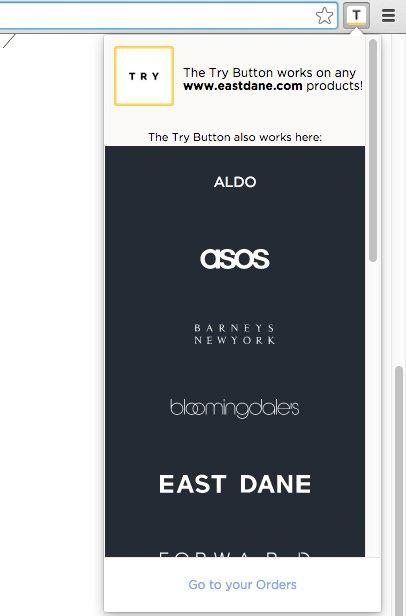 T
TRY
The Try Button works on any
www.eastdane.com products!
The Try Button also works here:
ALDO
asos
BARNEYS
NEWYORK
bloomingdale's
EAST DANE
FORWARD
Go to your Orders